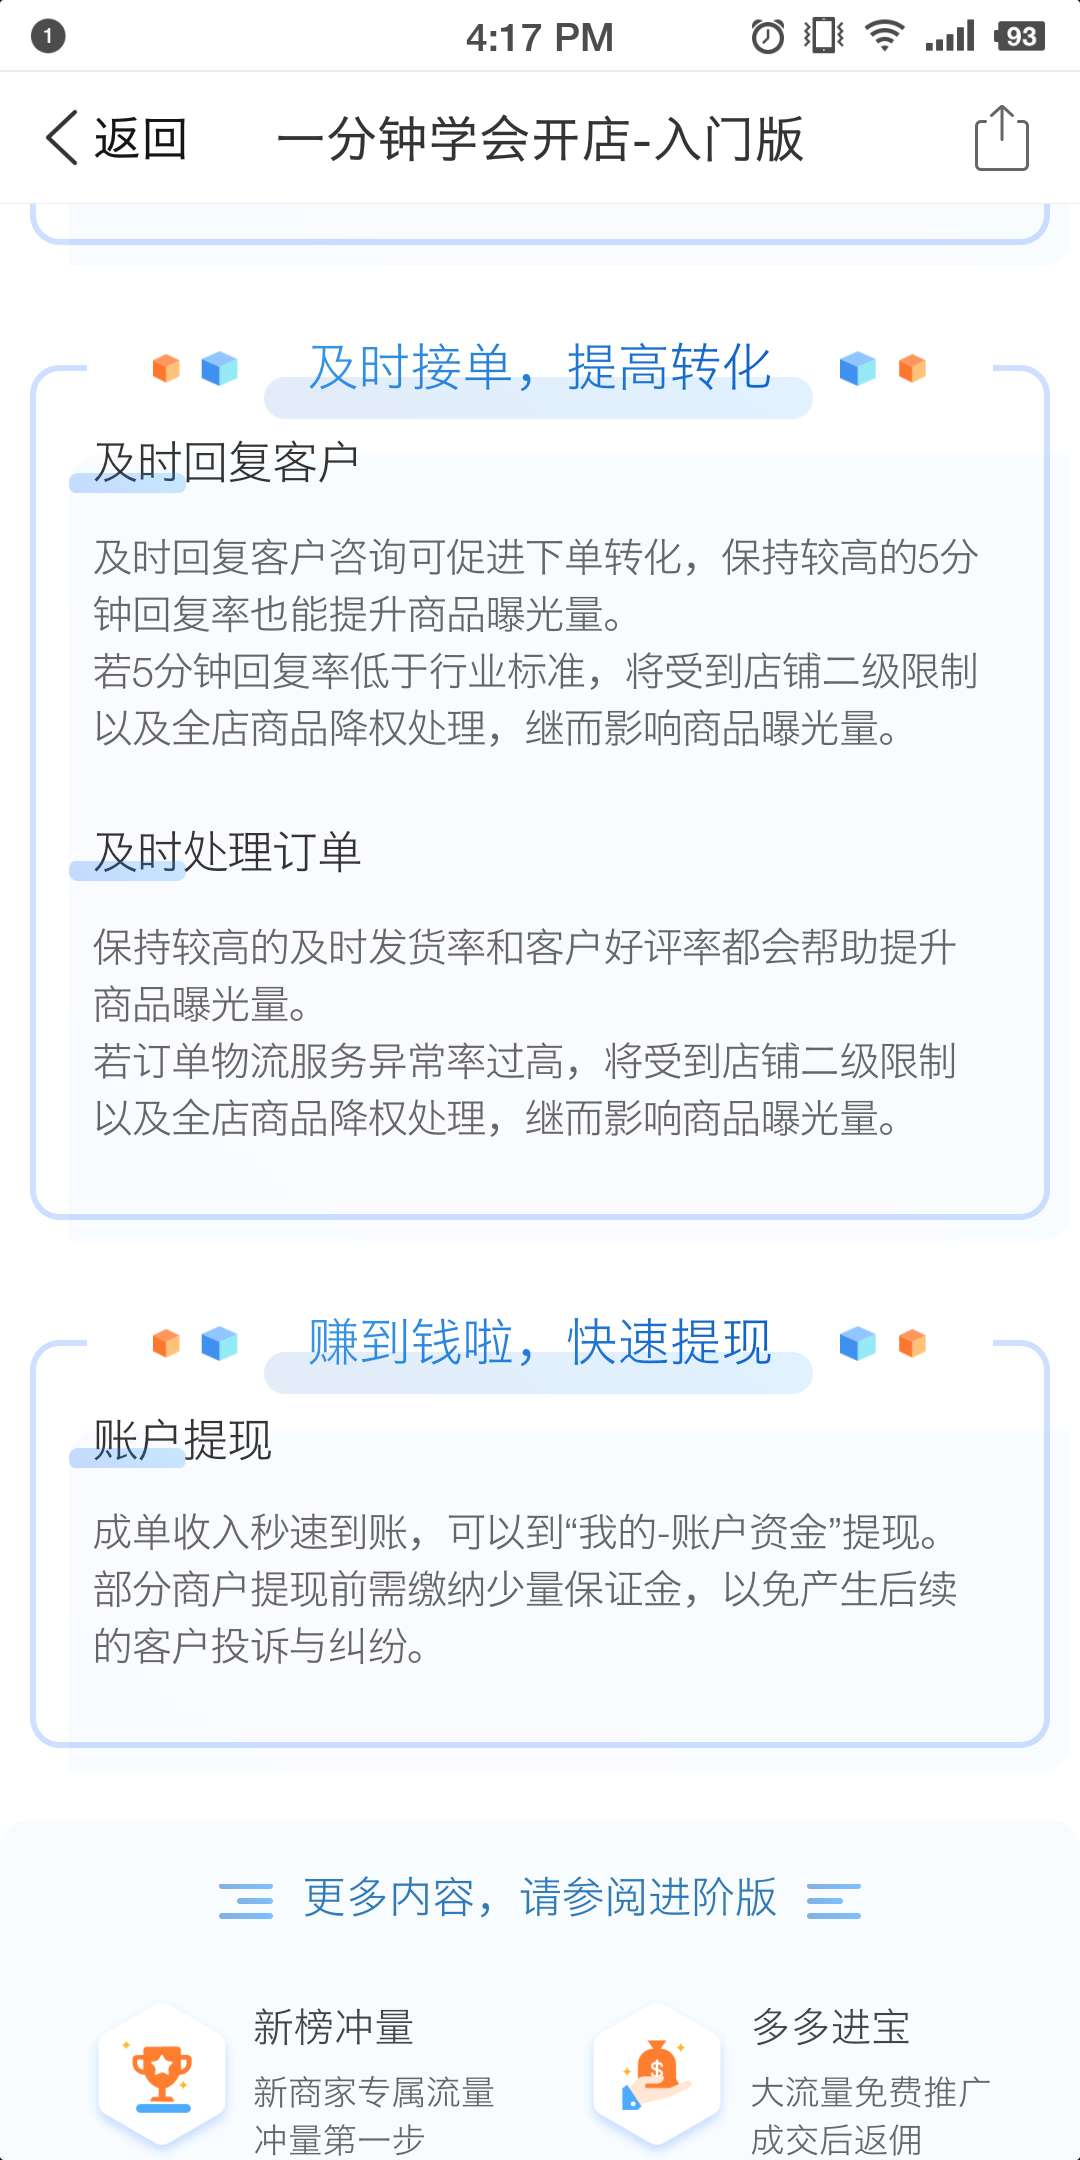 1
4:17 PM
93
返回
一分钟学会开店-入门版
及时接单，提高转化
及时回复客户
及时回复客户咨询可促进下单转化，保持较高的5分
钟回复率也能提升商品曝光量。
若5分钟回复率低于行业标准，将受到店铺二级限制
以及全店商品降权处理，继而影响商品曝光量。
及时处理订单
保持较高的及时发货率和客户好评率都会帮助提升
商品曝光量。
若订单物流服务异常率过高，将受到店铺二级限制
以及全店商品降权处理，继而影响商品曝光量。
赚到钱啦，快速提现
账户提现
成单收入秒速到账，可以到“我的-账户资金”提现。
部分商户提现前需缴纳少量保证金，以免产生后续
的客户投诉与纠纷。
更多内容，请参阅进阶版
新榜冲量
新商家专属流量
冲量第一步
多多进宝
大流量免费推广
成交后返佣